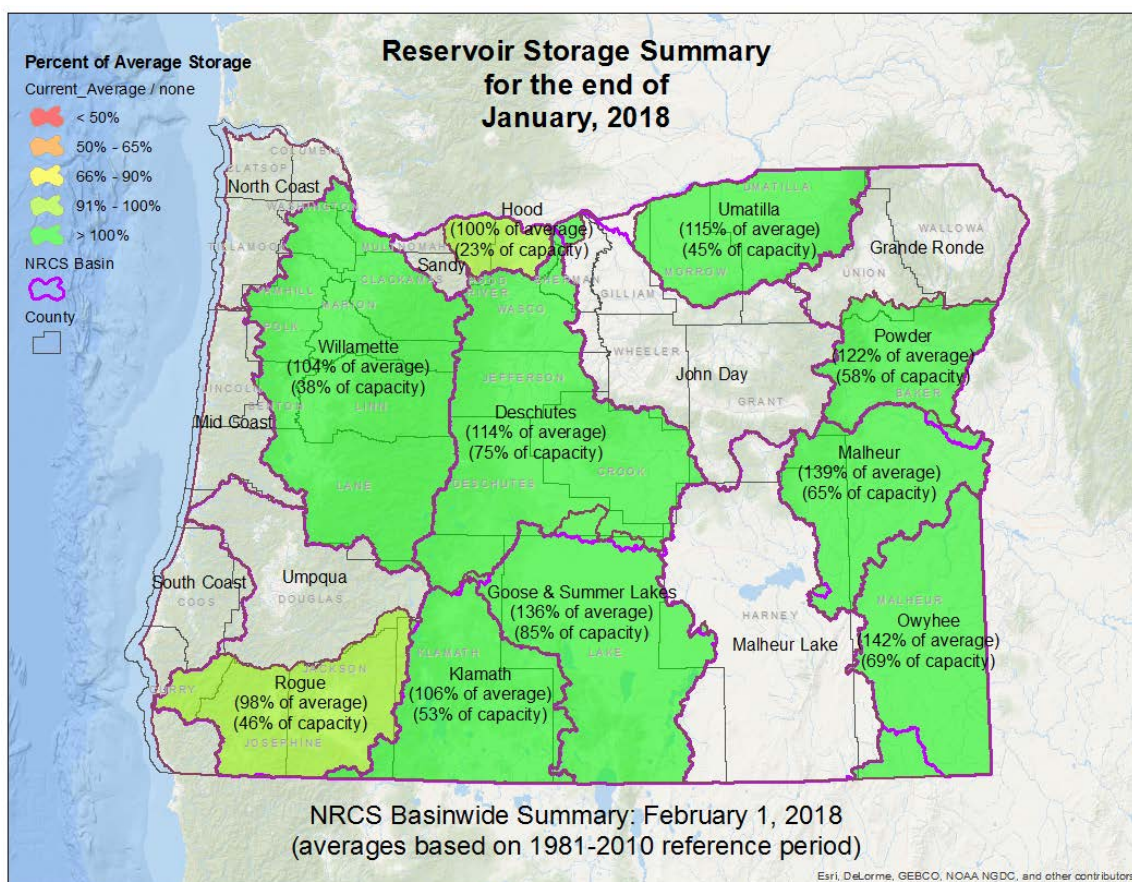 Reservoir Storage Summary
for the end of
January, 2018
Percent of Average Storage
Current_Average / none
< 50%
50% - 65%
66% - 90%
91% - 100%
> 100%
NRCS Basin
County
COLUMBIA
CLATSOP
North Coast
WASHINGTON
TILLAMOOK
Hood
(100% of average)
(23% of capacity)
MULTNOMAH
Sandy
CLACKAMAS
HOOD
RIVER
SHERMAN
WASCO
UMATILLA
Umatilla
(115% of average)
(45% of capacity)
MORROW
GILLIAM
WALLOWA
Grande Ronde
UNION
YAMHILL
MARION
POLK
Willamette
(104% of average)
(38% of capacity)
LINCOLN
BENTON
LINN
Mid Coast
LANE
JEFFERSON
Deschutes
(114% of average)
(75% of capacity)
CROOK
DESCHUTES
WHEELER
John Day
GRANT
Powder
(122% of average)
(58% of capacity)
BAKER
Malheur
(139% of average)
(65% of capacity)
South Coast
COOS
Umpqua
DOUGLAS
Goose & Summer Lakes
(136% of average)
(85% of capacity)
LAKE
KLAMATH
Klamath
(106% of average)
(53% of capacity)
HARNEY
Malheur Lake
MALHEUR
Owyhee
(142% of average)
(69% of capacity)
CURRY
JACKSON
Rogue
(98% of average)
(46% of capacity)
JOSEPHINE
NRCS Basinwide Summary: February 1, 2018
(averages based on 1981-2010 reference period)
Esri, DeLorme, GEBCO, NOAA NGDC, and other contributors